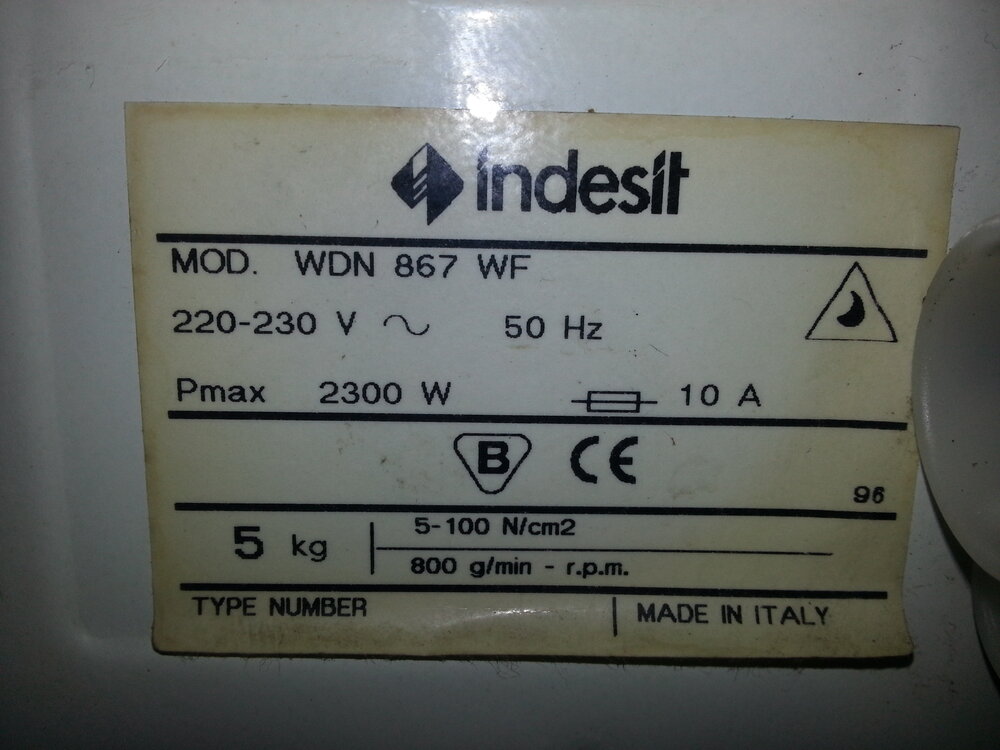 indesit
MOD. WDN 867 WF
220-230 V ~ 50 Hz
Pmax 2300 W 10 A
B CE
96
5 kg
5-100 N/cm2
800 g/min - r.p.m.
TYPE NUMBER
MADE IN ITALY